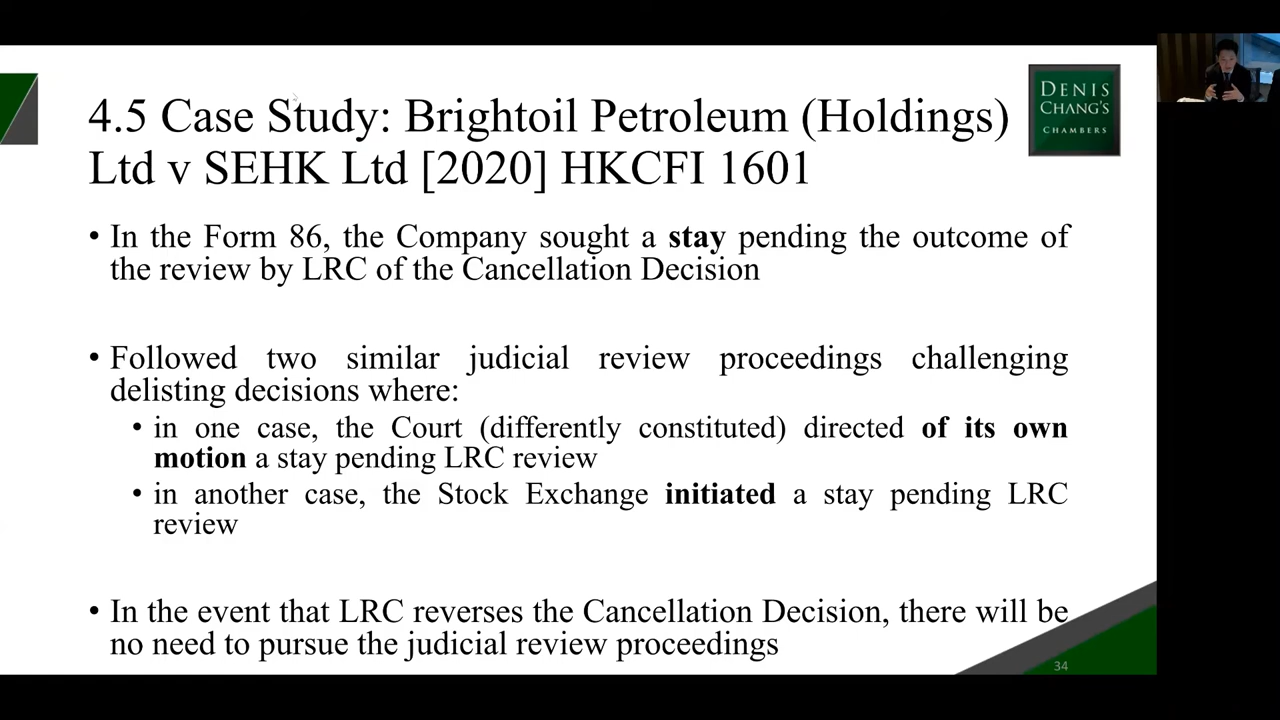 4.5 Case Study: Brightoil Petroleum (Holdings)
Ltd v SEHK Ltd [2020] HKCFI 1601
DENIS
CHANG'S
CHAMBERS
• In the Form 86, the Company sought a stay pending the outcome of
the review by LRC of the Cancellation Decision
• Followed two similar judicial review proceedings challenging
delisting decisions where:
• in one case, the Court (differently constituted) directed of its own
motion a stay pending LRC review
• in another case, the Stock Exchange initiated a stay pending LRC
review
• In the event that LRC reverses the Cancellation Decision, there will be
no need to pursue the judicial review proceedings
34